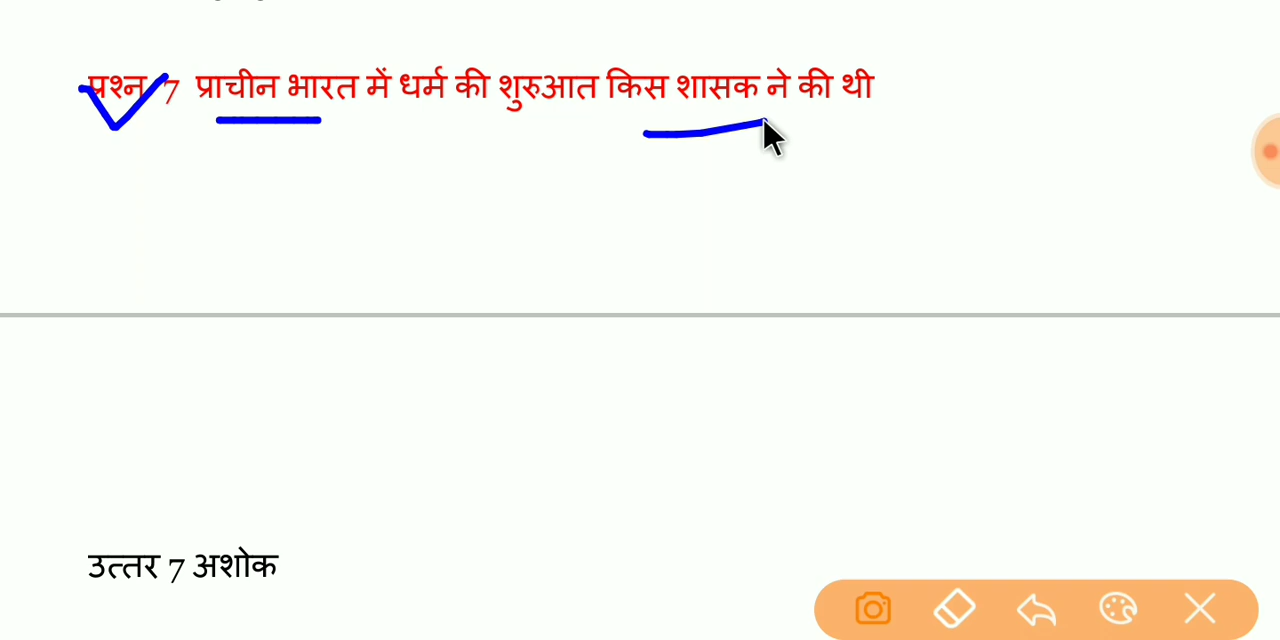 प्रश्न 7 प्राचीन भारत में धर्म की शुरुआत किस शासक ने की थी
उत्तर 7 अशोक